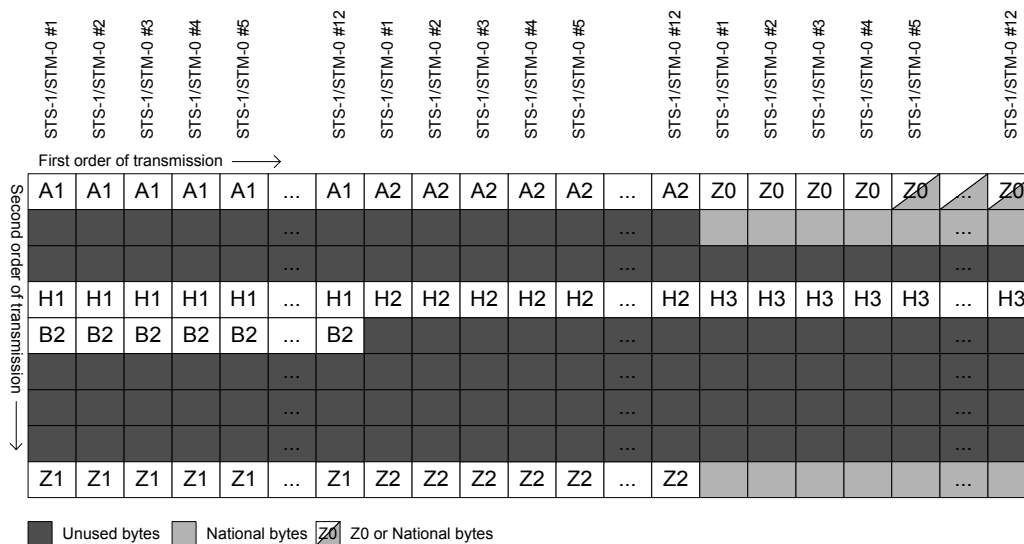 STS-1/STM-0 #1 STS-1/STM-0 #2 STS-1/STM-0 #3 STS-1/STM-0 #4 STS-1/STM-0 #5 STS-1/STM-0 #12 STS-1/STM-0 #1 STS-1/STM-0 #2 STS-1/STM-0 #3 STS-1/STM-0 #4 STS-1/STM-0 #5 STS-1/STM-0 #12 STS-1/STM-0 #1 STS-1/STM-0 #2 STS-1/STM-0 #3 STS-1/STM-0 #4 STS-1/STM-0 #5 STS-1/STM-0 #12
First order of transmission
Second order of transmission
A1 A1 A1 A1 A1 ... A1 A2 A2 A2 A2 A2 ... A2 Z0 Z0 Z0 Z0 Z0 ... Z0
... ... ...
... ... ...
H1 H1 H1 H1 H1 ... H1 H2 H2 H2 H2 H2 ... H2 H3 H3 H3 H3 H3 ... H3
B2 B2 B2 B2 B2 ... B2 ... ...
... ... ...
... ... ...
... ... ...
Z1 Z1 Z1 Z1 Z1 ... Z1 Z2 Z2 Z2 Z2 Z2 ... Z2 ...
Unused bytes National bytes Z0 Z0 or National bytes